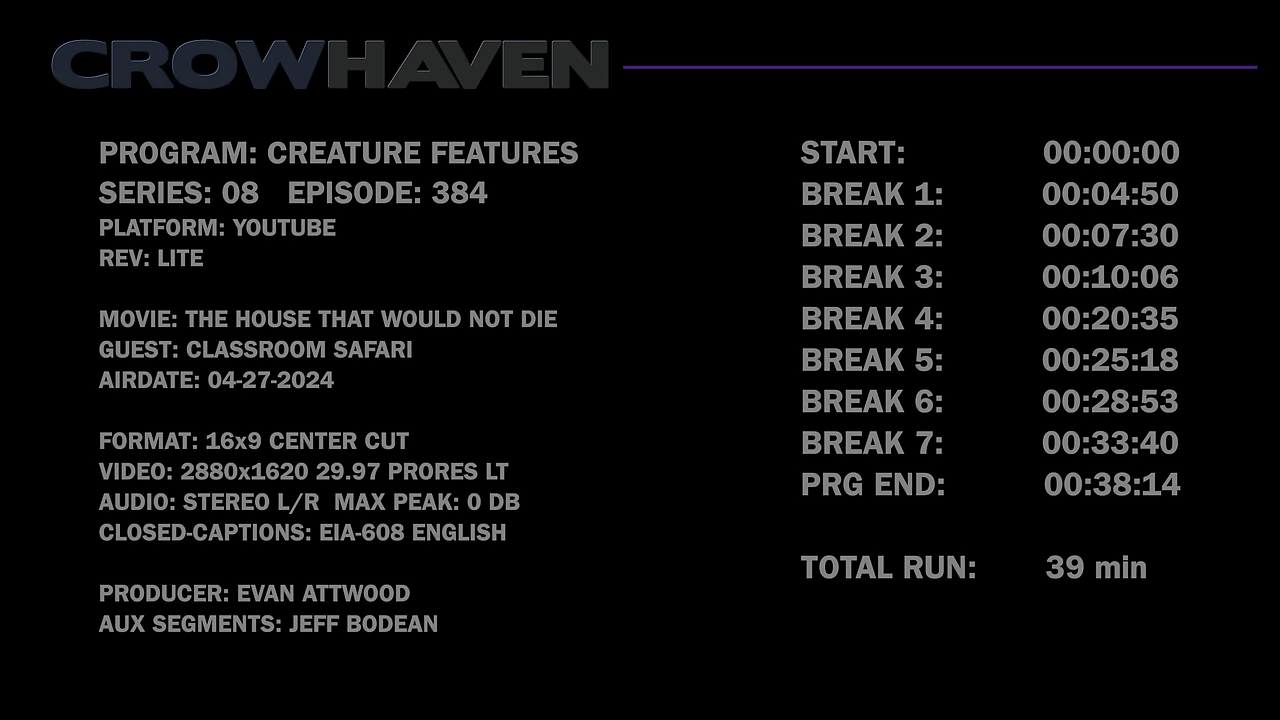 CROWHAVEN
PROGRAM: CREATURE FEATURES
SERIES: 08 EPISODE: 384
PLATFORM: YOUTUBE
REV: LITE
MOVIE: THE HOUSE THAT WOULD NOT DIE
GUEST: CLASSROOM SAFARI
AIRDATE: 04-27-2024
FORMAT: 16x9 CENTER CUT
VIDEO: 2880x1620 29.97 PRORES LT
AUDIO: STEREO L/R MAX PEAK: 0 DB
CLOSED-CAPTIONS: EIA-608 ENGLISH
PRODUCER: EVAN ATTWOOD
AUX SEGMENTS: JEFF BODEAN
START: 00:00:00
BREAK 1: 00:04:50
BREAK 2: 00:07:30
BREAK 3: 00:10:06
BREAK 4: 00:20:35
BREAK 5: 00:25:18
BREAK 6: 00:28:53
BREAK 7: 00:33:40
PRG END: 00:38:14
TOTAL RUN: 39 min